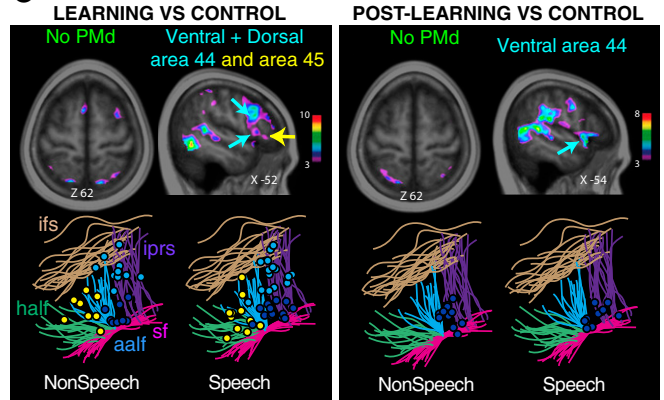 LEARNING VS CONTROL
No PMd
Ventral + Dorsal
area 44 and area 45
10
3
Z 62
X -52
ifs
iprs
half
sf
aalf
NonSpeech
Speech
POST-LEARNING VS CONTROL
No PMd
Ventral area 44
8
3
Z 62
X -54
NonSpeech
Speech